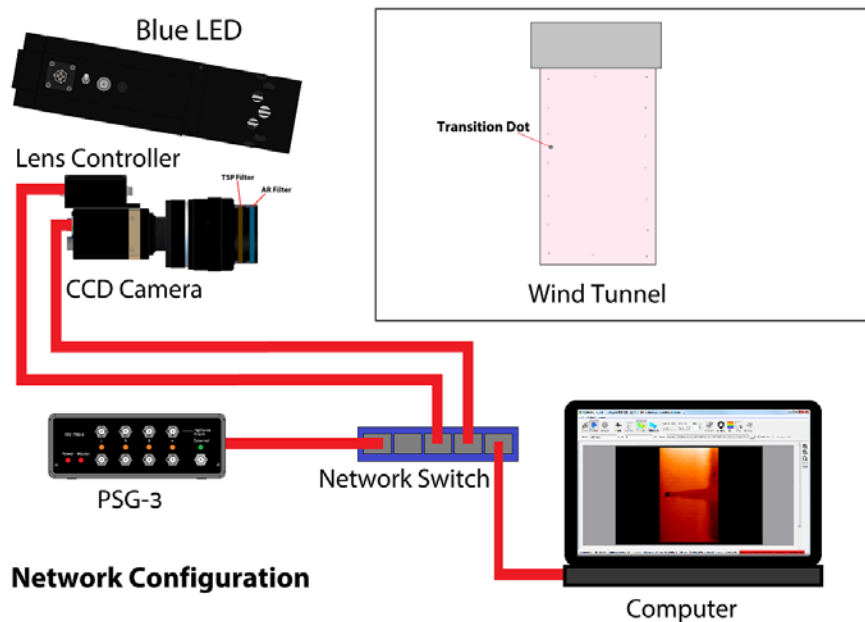 Blue LED
Transition Dot
Lens Controller
TSP Filter
AR Filter
CCD Camera
Wind Tunnel
PSG-3
Network Switch
Network Configuration
Computer